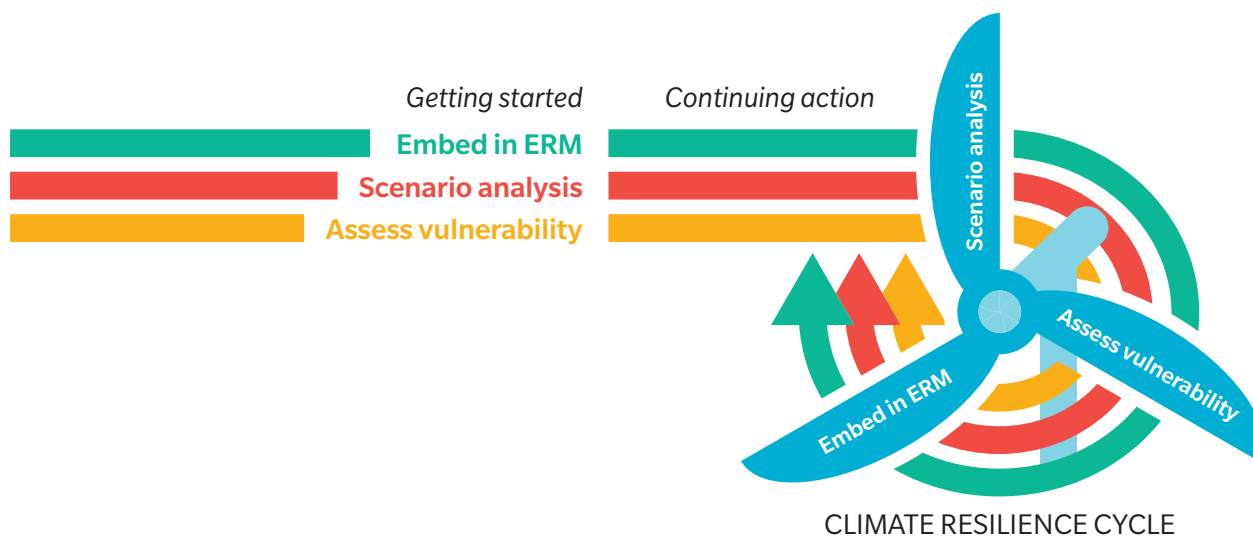 Getting started
Continuing action
Embed in ERM
Scenario analysis
Assess vulnerability
Scenario analysis
Assess vulnerability
Embed in ERM
CLIMATE RESILIENCE CYCLE